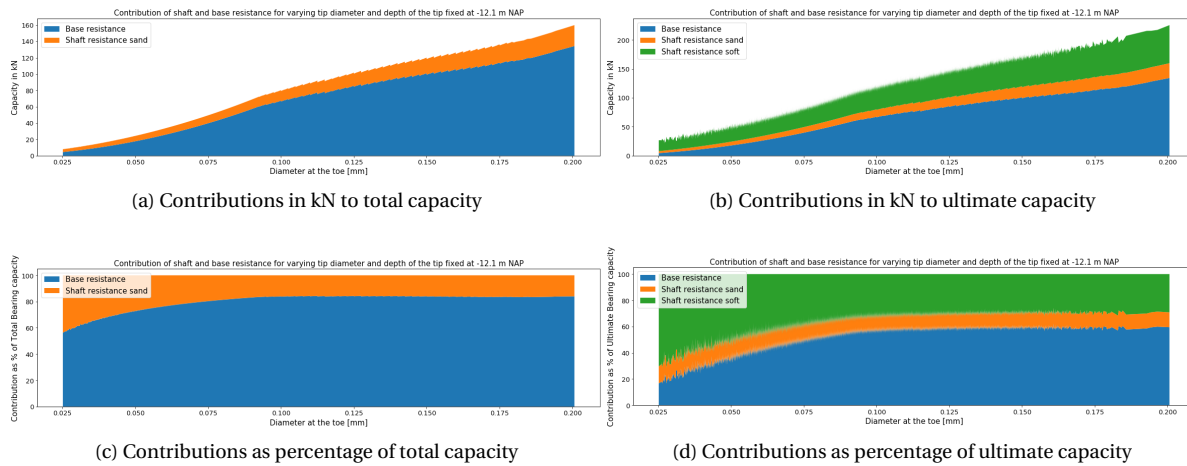 Contribution of shaft and base resistance for varying tip diameter and depth of the tip fixed at -12.1 m NAP
Capacity in kN
160
140
120
100
80
60
40
20
0
Base resistance
Shaft resistance sand
0.025 0.050 0.075 0.100 0.125 0.150 0.175 0.200
Diameter at the toe [mm]
(a) Contributions in kN to total capacity
Contribution of shaft and base resistance for varying tip diameter and depth of the tip fixed at -12.1 m NAP
Capacity in kN
200
150
100
50
0
Base resistance
Shaft resistance sand
Shaft resistance soft
0.025 0.050 0.075 0.100 0.125 0.150 0.175 0.200
Diameter at the toe [mm]
(b) Contributions in kN to ultimate capacity
Contribution of shaft and base resistance for varying tip diameter and depth of the tip fixed at -12.1 m NAP
Contribution as % of Total Bearing capacity
100
80
60
40
20
0
Base resistance
Shaft resistance sand
0.025 0.050 0.075 0.100 0.125 0.150 0.175 0.200
Diameter at the toe [mm]
(c) Contributions as percentage of total capacity
Contribution of shaft and base resistance for varying tip diameter and depth of the tip fixed at -12.1 m NAP
Contribution as % of Ultimate Bearing capacity
100
80
60
40
20
0
Base resistance
Shaft resistance sand
Shaft resistance soft
0.025 0.050 0.075 0.100 0.125 0.150 0.175 0.200
Diameter at the toe [mm]
(d) Contributions as percentage of ultimate capacity